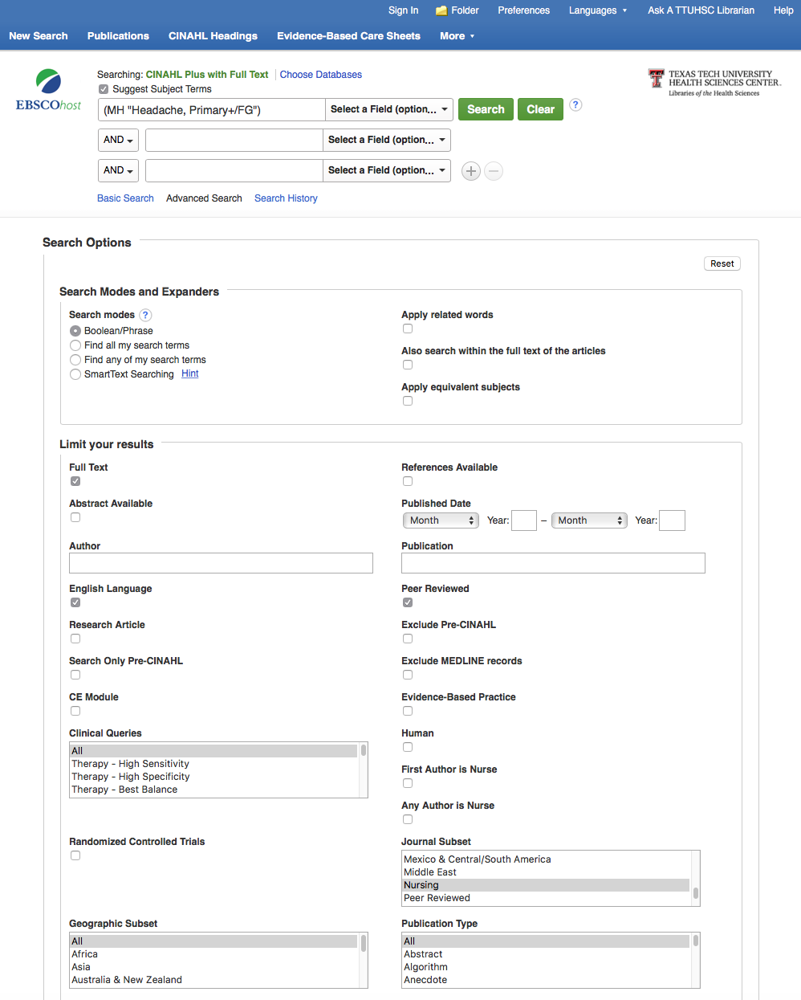 Sign In Folder Preferences Languages Ask A TTUHSC Librarian Help
New Search Publications CINAHL Headings Evidence-Based Care Sheets More
EBSCOhost
Searching: CINAHL Plus with Full Text Choose Databases
Suggest Subject Terms
(MH "Headache, Primary+/FG") Select a Field (option... Search Clear ?
AND Select a Field (option...
AND Select a Field (option...
Basic Search Advanced Search Search History
TEXAS TECH UNIVERSITY
HEALTH SCIENCES CENTER.
Libraries of the Health Sciences
Search Options
Reset
Search Modes and Expanders
Search modes ?
Boolean/Phrase
Find all my search terms
Find any of my search terms
SmartText Searching Hint
Apply related words
Also search within the full text of the articles
Apply equivalent subjects
Limit your results
Full Text
References Available
Abstract Available
Published Date
Month Year: – Month Year:
Author
Publication
English Language
Peer Reviewed
Research Article
Exclude Pre-CINAHL
Search Only Pre-CINAHL
Exclude MEDLINE records
CE Module
Evidence-Based Practice
Clinical Queries
All
Therapy - High Sensitivity
Therapy - High Specificity
Therapy - Best Balance
Human
First Author is Nurse
Any Author is Nurse
Randomized Controlled Trials
Journal Subset
Mexico & Central/South America
Middle East
Nursing
Peer Reviewed
Geographic Subset
All
Africa
Asia
Australia & New Zealand
Publication Type
All
Abstract
Algorithm
Anecdote